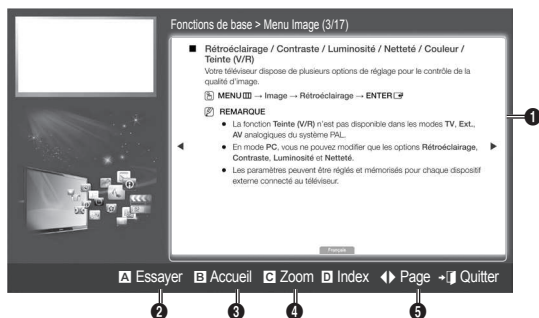 Fonctions de base > Menu Image (3/17)
■ Rétroéclairage / Contraste / Luminosité / Netteté / Couleur /
Teinte (V/R)
Votre téléviseur dispose de plusieurs options de réglage pour le contrôle de la
qualité d'image.
MENU → Image → Rétroéclairage → ENTER
REMARQUE
● La fonction Teinte (V/R) n'est pas disponible dans les modes TV, Ext.,
AV analogiques du système PAL.
● En mode PC, vous ne pouvez modifier que les options Rétroéclairage,
Contraste, Luminosité et Netteté.
● Les paramètres peuvent être réglés et mémorisés pour chaque dispositif
externe connecté au téléviseur.
◀ ▶
1
Français
A Essayer B Accueil C Zoom D Index ◀▶ Page Quitter
2 3 4 5